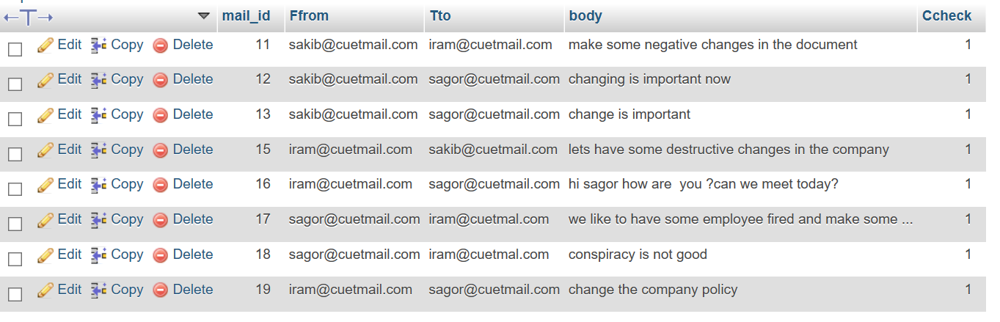 mail_id Ffrom Tto body Ccheck
Edit Copy Delete 11 sakib@cuetmail.com iram@cuetmail.com make some negative changes in the document 1
Edit Copy Delete 12 sakib@cuetmail.com sagor@cuetmail.com changing is important now 1
Edit Copy Delete 13 sakib@cuetmail.com sagor@cuetmail.com change is important 1
Edit Copy Delete 15 iram@cuetmail.com sakib@cuetmail.com lets have some destructive changes in the company 1
Edit Copy Delete 16 iram@cuetmail.com sagor@cuetmail.com hi sagor how are  you ?can we meet today? 1
Edit Copy Delete 17 sagor@cuetmail.com iram@cuetmal.com we like to have some employee fired and make some ... 1
Edit Copy Delete 18 sagor@cuetmail.com iram@cuetmal.com conspiracy is not good 1
Edit Copy Delete 19 iram@cuetmail.com sagor@cuetmail.com change the company policy 1